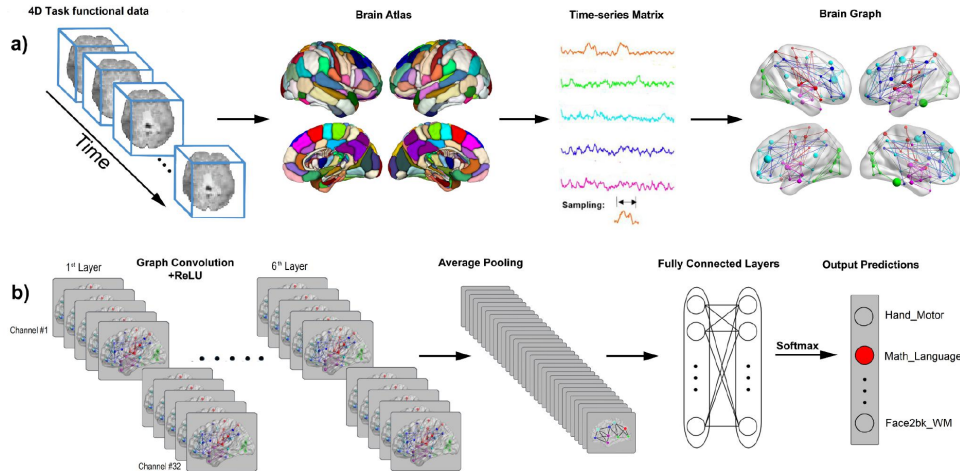 4D Task functional data
Brain Atlas
Time-series Matrix
Brain Graph
a)
Time
Sampling:
b)
1st Layer
Graph Convolution
+ReLU
6th Layer
Average Pooling
Fully Connected Layers
Output Predictions
Channel #1
Channel #32
Softmax
Hand_Motor
Math_Language
Face2bk_WM